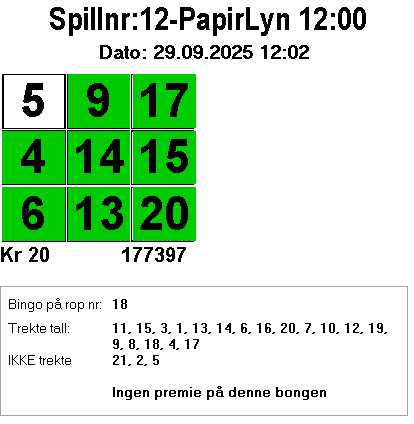 Spillnr:12-PapirLyn 12:00
Dato: 29.09.2025 12:02
5 9 17
4 14 15
6 13 20
Kr 20 177397
Bingo på rop nr: 18
Trekte tall: 11, 15, 3, 1, 13, 14, 6, 16, 20, 7, 10, 12, 19,
9, 8, 18, 4, 17
IKKE trekte 21, 2, 5
Ingen premie på denne bongen